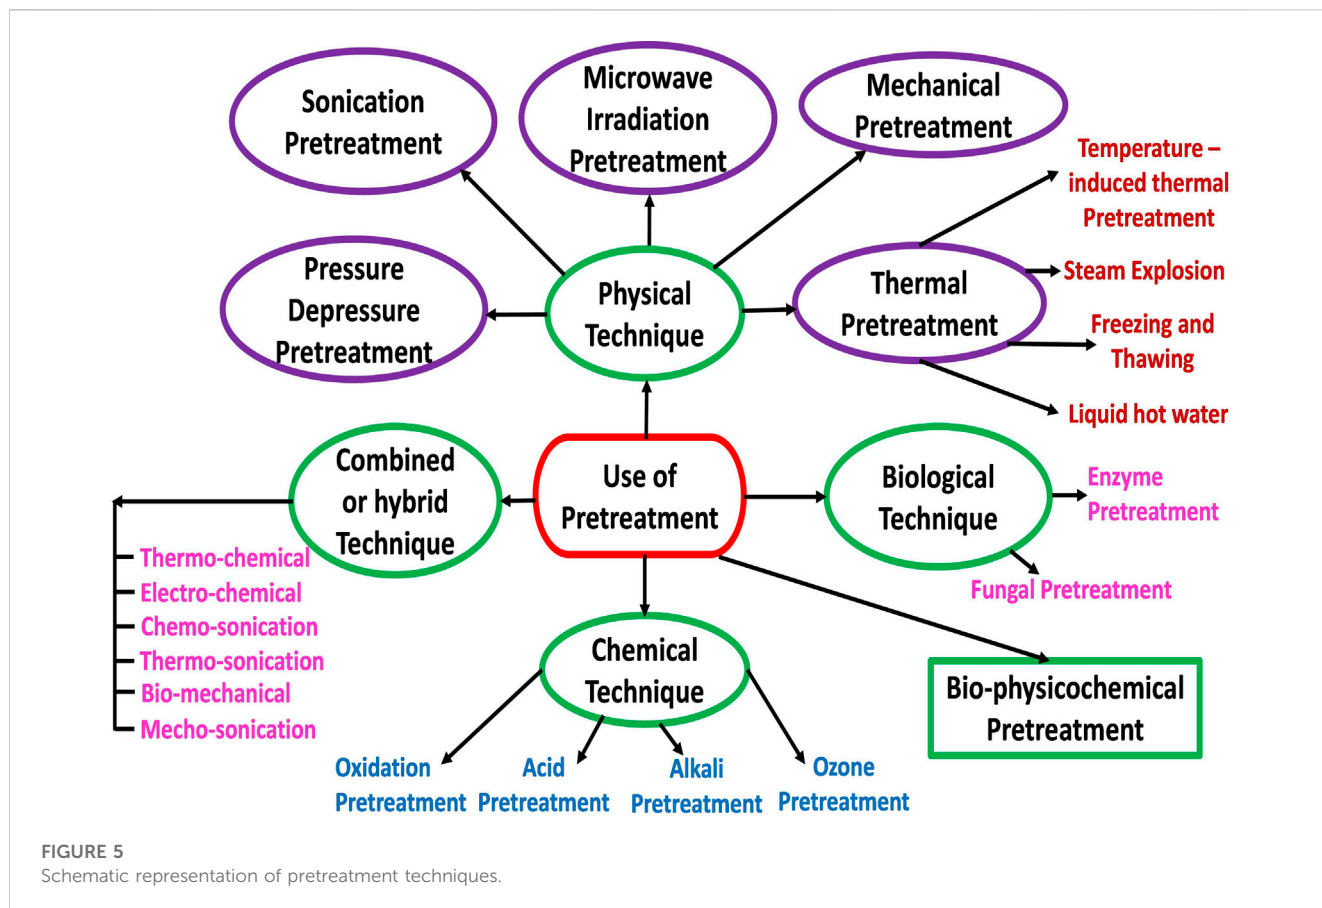 Sonication
Pretreatment
Microwave
Irradiation
Pretreatment
Mechanical
Pretreatment
Temperature –
induced thermal
Pretreatment
Pressure
Depressure
Pretreatment
Physical
Technique
Thermal
Pretreatment
Steam Explosion
Freezing and
Thawing
Liquid hot water
Combined
or hybrid
Technique
Use of
Pretreatment
Biological
Technique
Enzyme
Pretreatment
Fungal Pretreatment
Thermo-chemical
Electro-chemical
Chemo-sonication
Thermo-sonication
Bio-mechanical
Mecho-sonication
Chemical
Technique
Bio-physicochemical
Pretreatment
Oxidation
Pretreatment
Acid
Pretreatment
Alkali
Pretreatment
Ozone
Pretreatment
FIGURE 5
Schematic representation of pretreatment techniques.